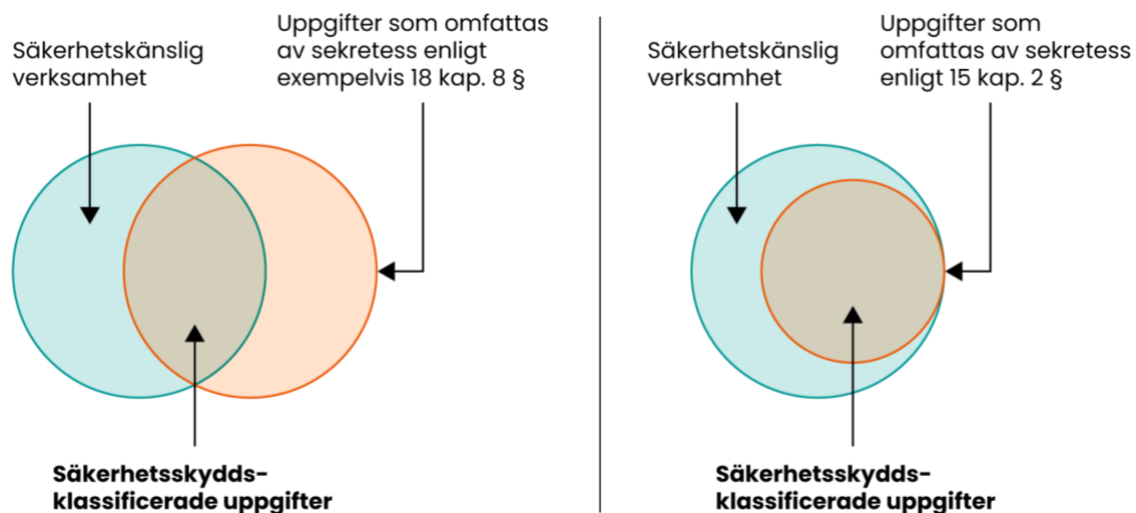 Säkerhetskänslig
verksamhet
Uppgifter som omfattas
av sekretess enligt
exempelvis 18 kap. 8 §
Säkerhetsskydds-
klassificerade uppgifter
Säkerhetskänslig
verksamhet
Uppgifter som
omfattas av sekretess
enligt 15 kap. 2 §
Säkerhetsskydds-
klassificerade uppgifter